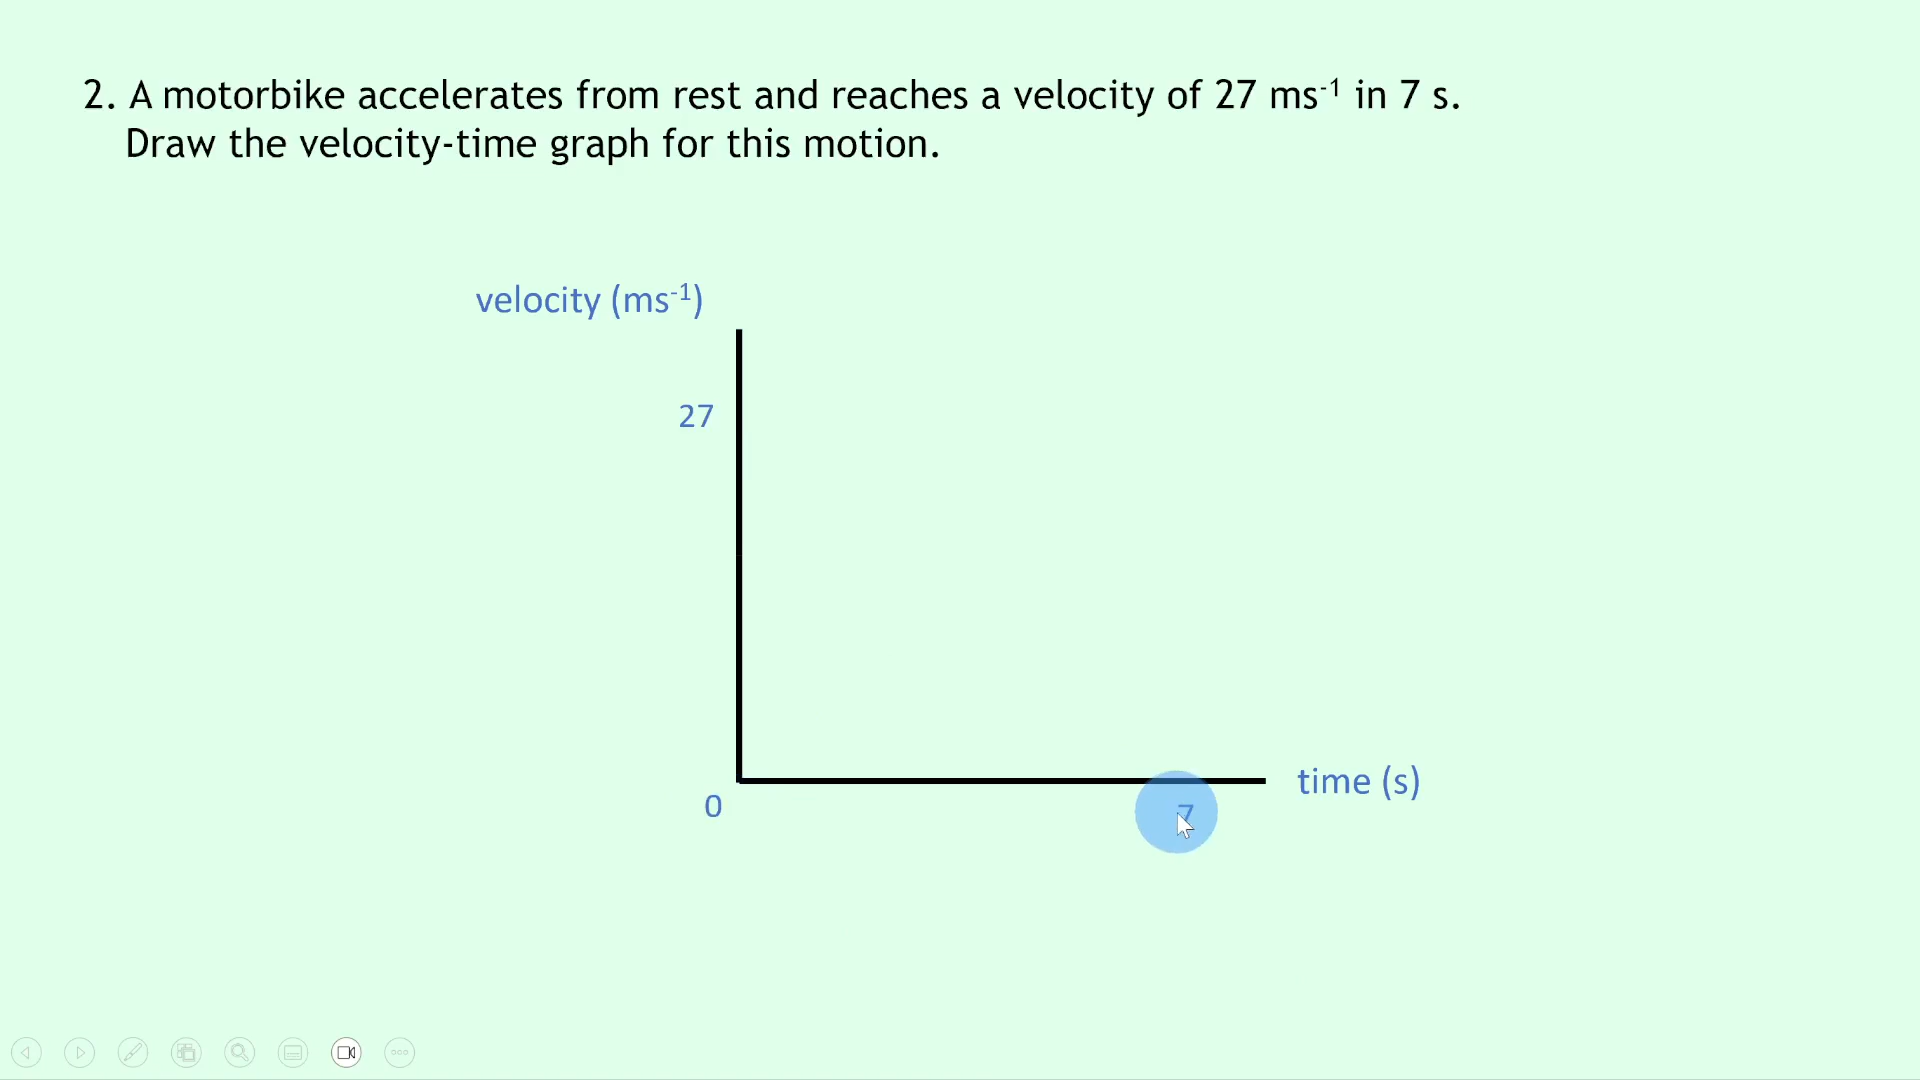 2. A motorbike accelerates from rest and reaches a velocity of 27 ms⁻¹ in 7 s.
Draw the velocity-time graph for this motion.
velocity (ms⁻¹)
27
time (s)
0
7